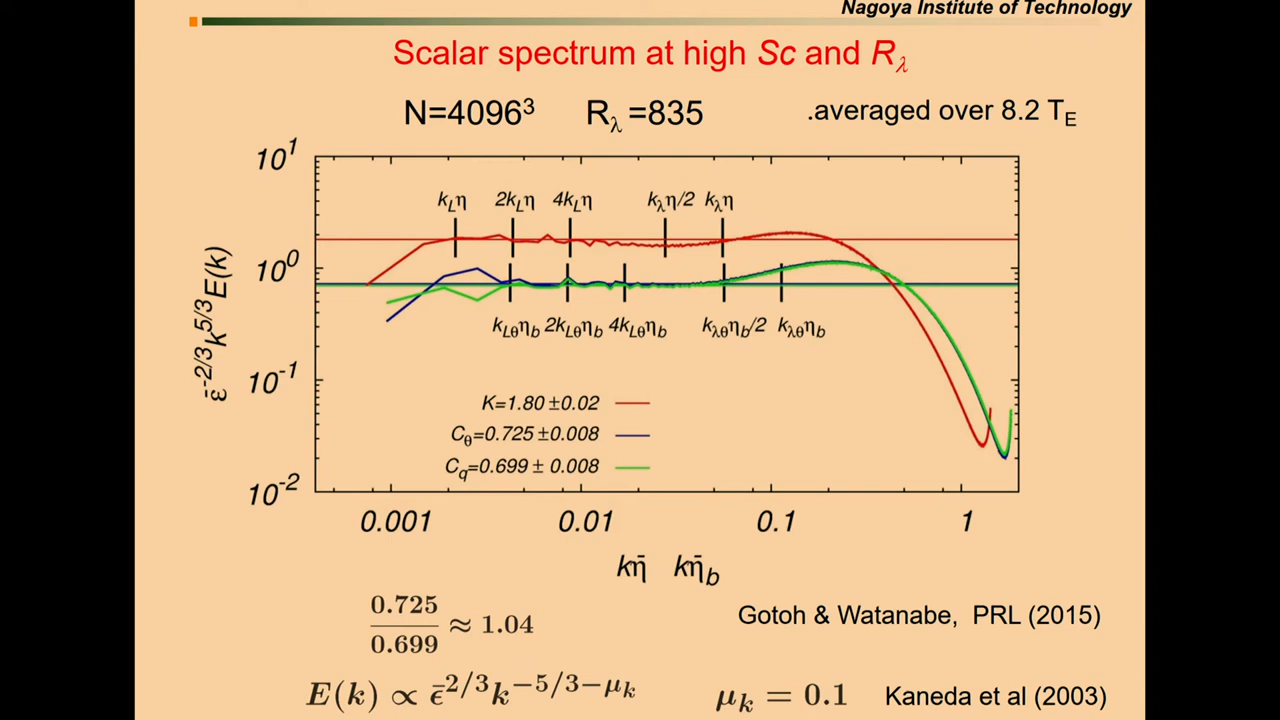 Nagoya Institute of Technology
Scalar spectrum at high Sc and Rλ
N=4096³ Rλ =835 .averaged over 8.2 TE
10¹
kLη 2kLη 4kLη kλη/2 kλη
10⁰
kLθηb 2kLθηb 4kLθηb kλθηb/2 kλθηb
10⁻¹
K=1.80 ±0.02
Cθ=0.725 ±0.008
Cq=0.699 ± 0.008
10⁻²
ε̄⁻²/³k⁵/³E(k)
0.001 0.01 0.1 1
kη̄ kη̄b
0.725/0.699 ≈ 1.04
Gotoh & Watanabe, PRL (2015)
E(k) ∝ ε̄²/³k⁻⁵/³⁻μk μk = 0.1 Kaneda et al (2003)